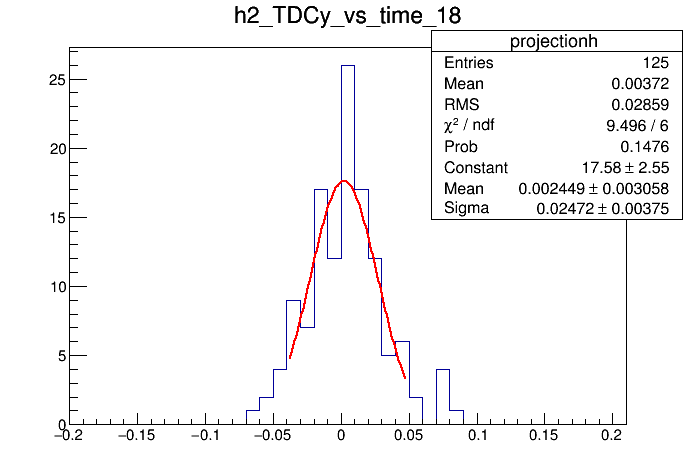 h2_TDCy_vs_time_18
projectionh
Entries 125
Mean 0.00372
RMS 0.02859
χ² / ndf 9.496 / 6
Prob 0.1476
Constant 17.58 ± 2.55
Mean 0.002449 ± 0.003058
Sigma 0.02472 ± 0.00375
25
20
15
10
5
0
−0.2 −0.15 −0.1 −0.05 0 0.05 0.1 0.15 0.2